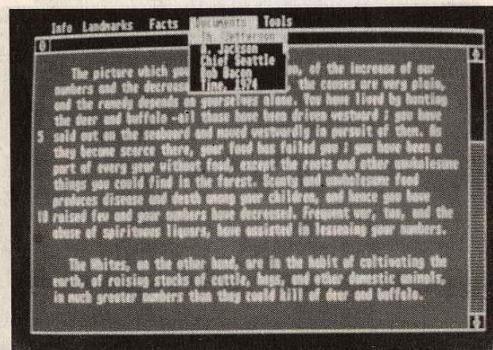 Info Landmarks Facts Documents Tools
Th. Jefferson
A. Jackson
Chief Seattle
Bob Bacon
Time, 1974
The picture which you on, of the increase of our
numbers and the decrease the causes are very plain,
and the remedy depends on yourselves alone. You have lived by hunting
the deer and buffalo -all these have been driven westward ; you have
5 sold out on the seaboard and moved westwardly in pursuit of them. As
they became scarce there, your food has failed you ; you have been a
part of every year without food, except the roots and other unwholesome
things you could find in the forest. Scanty and unwholesome food
produces disease and death among your children, and hence you have
10 raised few and your numbers have decreased. Frequent war, too, and the
abuse of spirituous liquors, have assisted in lessening your numbers.
The Whites, on the other hand, are in the habit of cultivating the
earth, of raising stocks of cattle, hogs, and other domestic animals,
in much greater numbers than they could kill of deer and buffalo.